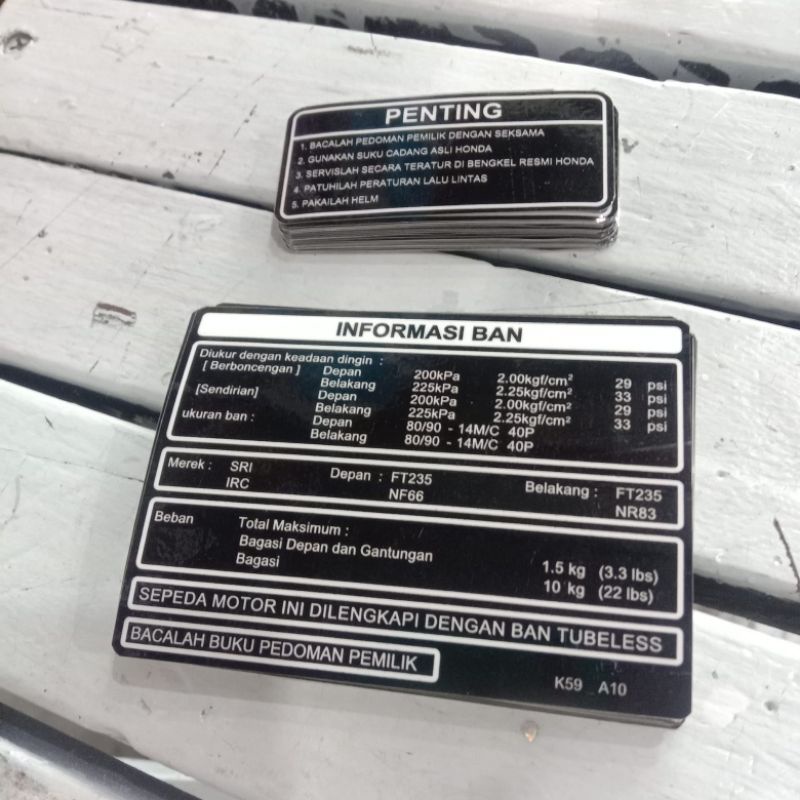 PENTING
1. BACALAH PEDOMAN PEMILIK DENGAN SEKSAMA
2. GUNAKAN SUKU CADANG ASLI HONDA
3. SERVISLAH SECARA TERATUR DI BENGKEL RESMI HONDA
4. PATUHILAH PERATURAN LALU LINTAS
5. PAKAILAH HELM
INFORMASI BAN
Diukur dengan keadaan dingin :
[ Berboncengan ] Depan 200kPa 2.00kgf/cm² 29 psi
Belakang 225kPa 2.25kgf/cm² 33 psi
[Sendirian] Depan 200kPa 2.00kgf/cm² 29 psi
Belakang 225kPa 2.25kgf/cm² 33 psi
ukuran ban : Depan 80/90 - 14M/C 40P
Belakang 80/90 - 14M/C 40P
Merek : SRI Depan : FT235 Belakang : FT235
IRC NF66 NR83
Beban Total Maksimum :
Bagasi Depan dan Gantungan 1.5 kg (3.3 lbs)
Bagasi 10 kg (22 lbs)
SEPEDA MOTOR INI DILENGKAPI DENGAN BAN TUBELESS
BACALAH BUKU PEDOMAN PEMILIK
K59 A10